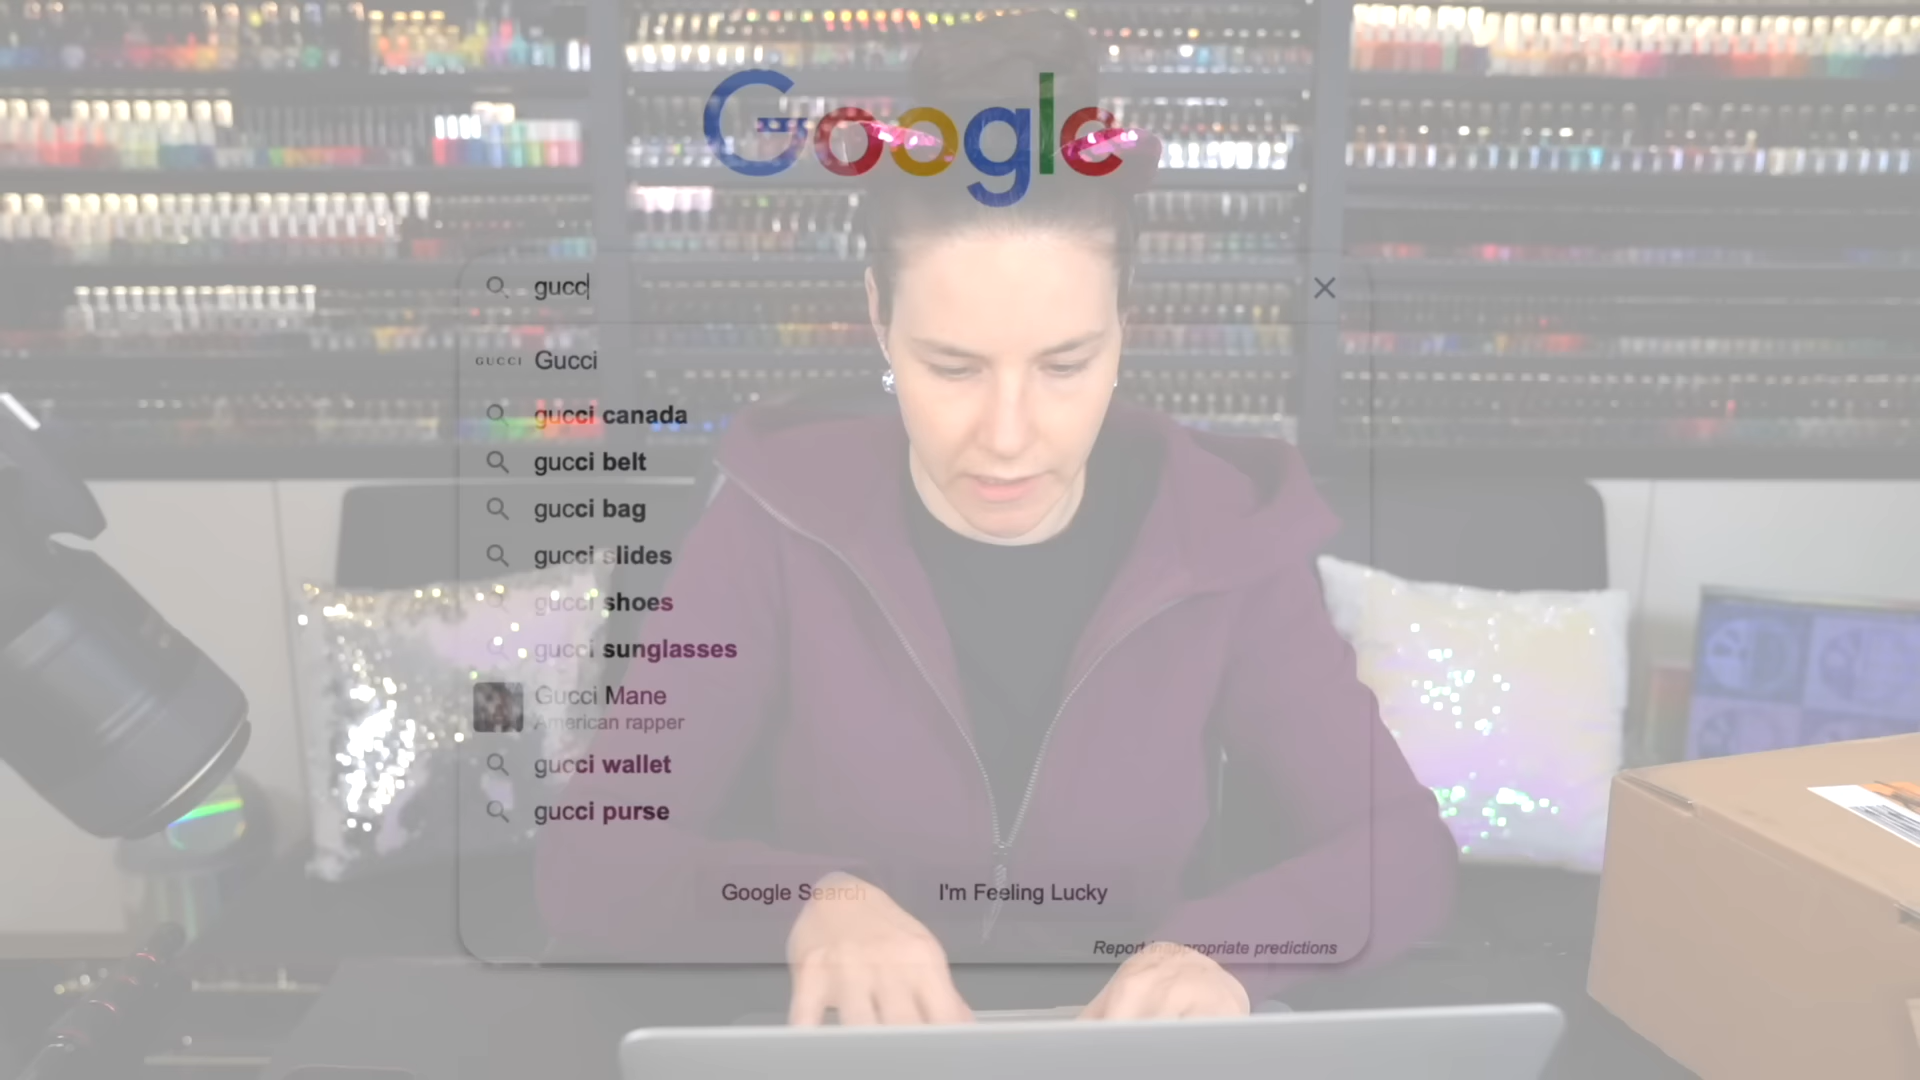 Google
gucc
GUCCI Gucci
gucci canada
gucci belt
gucci bag
gucci slides
gucci shoes
gucci sunglasses
Gucci Mane
American rapper
gucci wallet
gucci purse
Google Search I'm Feeling Lucky
Report inappropriate predictions